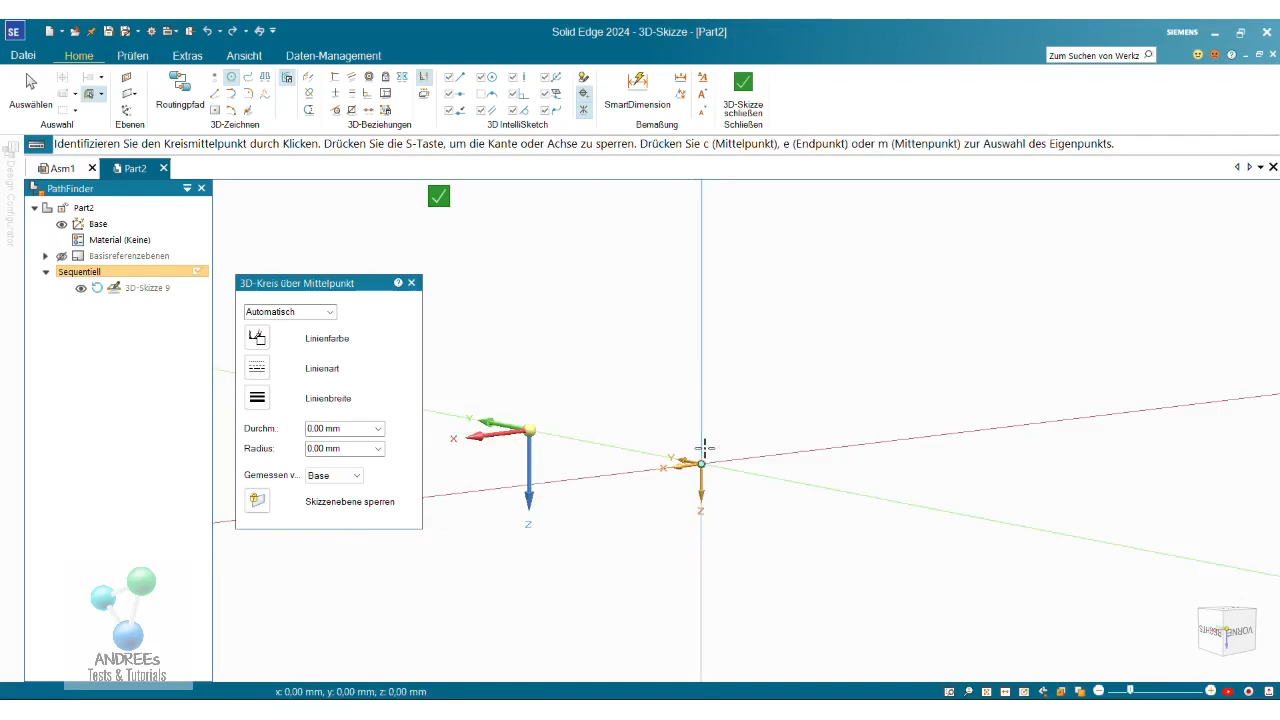 SE
Solid Edge 2024 - 3D-Skizze - [Part2]
SIEMENS
Datei
Home
Prüfen
Extras
Ansicht
Daten-Management
Zum Suchen von Werkz
Auswählen
Routingpfad
SmartDimension
3D-Skizze
schließen
Auswahl
Ebenen
3D-Zeichnen
3D-Beziehungen
3D IntelliSketch
Bemaßung
Schließen
Identifizieren Sie den Kreismittelpunkt durch Klicken. Drücken Sie die S-Taste, um die Kante oder Achse zu sperren. Drücken Sie c (Mittelpunkt), e (Endpunkt) oder m (Mittenpunkt) zur Auswahl des Eigenpunkts.
Design Configurator
Asm1
Part2
PathFinder
Part2
Base
Material (Keine)
Basisreferenzebenen
Sequentiell
3D-Skizze 9
3D-Kreis über Mittelpunkt
Automatisch
Linienfarbe
Linienart
Linienbreite
Durchm.: 0,00 mm
Radius: 0,00 mm
Gemessen v... Base
Skizzenebene sperren
Y
X
Z
Y
X
Z
RECHTS
VORNE
ANDREEs
Tests & Tutorials
x: 0,00 mm, y: 0,00 mm, z: 0,00 mm